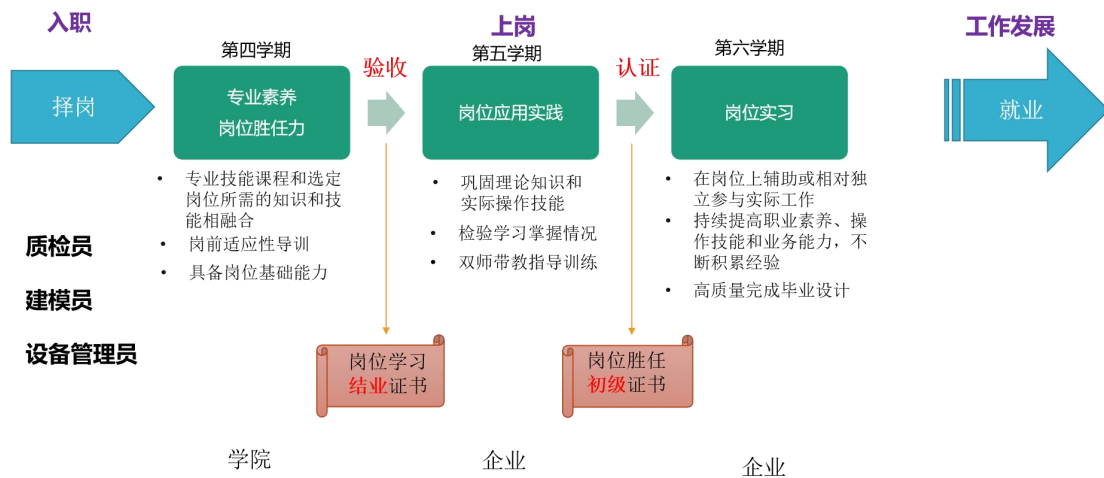 入职
上岗
工作发展
第四学期
第五学期
第六学期
验收
认证
择岗
专业素养
岗位胜任力
岗位应用实践
岗位实习
就业
• 专业技能课程和选定
岗位所需的知识和技
能相融合
• 岗前适应性导训
• 具备岗位基础能力
• 巩固理论知识和
实际操作技能
• 检验学习掌握情况
• 双师带教指导训练
• 在岗位上辅助或相对独
立参与实际工作
• 持续提高职业素养、操
作技能和业务能力，不
断积累经验
• 高质量完成毕业设计
质检员
建模员
设备管理员
岗位学习
结业证书
岗位胜任
初级证书
学院
企业
企业